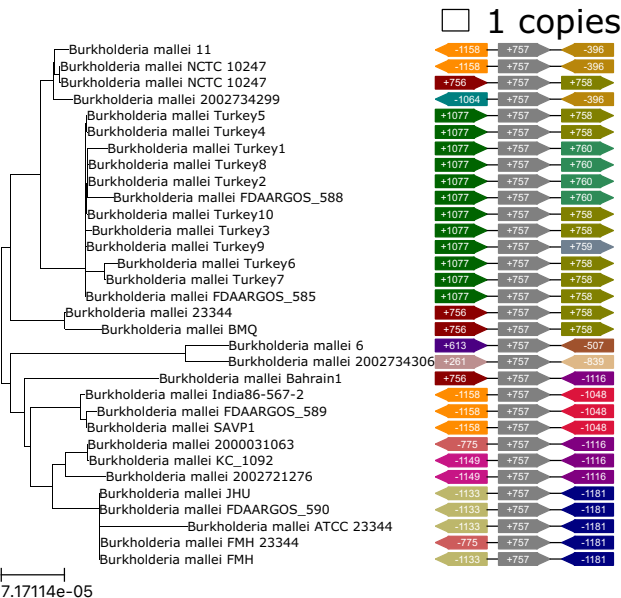 1 copies
Burkholderia mallei 11 -1158 +757 -396
Burkholderia mallei NCTC 10247 -1158 +757 -396
Burkholderia mallei NCTC 10247 +756 +757 +758
Burkholderia mallei 2002734299 -1064 +757 -396
Burkholderia mallei Turkey5 +1077 +757 +758
Burkholderia mallei Turkey4 +1077 +757 +758
Burkholderia mallei Turkey1 +1077 +757 +760
Burkholderia mallei Turkey8 +1077 +757 +760
Burkholderia mallei Turkey2 +1077 +757 +760
Burkholderia mallei FDAARGOS_588 +1077 +757 +760
Burkholderia mallei Turkey10 +1077 +757 +758
Burkholderia mallei Turkey3 +1077 +757 +758
Burkholderia mallei Turkey9 +1077 +757 +759
Burkholderia mallei Turkey6 +1077 +757 +758
Burkholderia mallei Turkey7 +1077 +757 +758
Burkholderia mallei FDAARGOS_585 +1077 +757 +758
Burkholderia mallei 23344 +756 +757 +758
Burkholderia mallei BMQ +756 +757 +758
Burkholderia mallei 6 +613 +757 -507
Burkholderia mallei 2002734306 +261 +757 -839
Burkholderia mallei Bahrain1 +756 +757 -1116
Burkholderia mallei India86-567-2 -1158 +757 -1048
Burkholderia mallei FDAARGOS_589 -1158 +757 -1048
Burkholderia mallei SAVP1 -1158 +757 -1048
Burkholderia mallei 2000031063 -775 +757 -1116
Burkholderia mallei KC_1092 -1149 +757 -1116
Burkholderia mallei 2002721276 -1149 +757 -1116
Burkholderia mallei JHU -1133 +757 -1181
Burkholderia mallei FDAARGOS_590 -1133 +757 -1181
Burkholderia mallei ATCC 23344 -1133 +757 -1181
Burkholderia mallei FMH 23344 -775 +757 -1181
Burkholderia mallei FMH -1133 +757 -1181
7.17114e-05